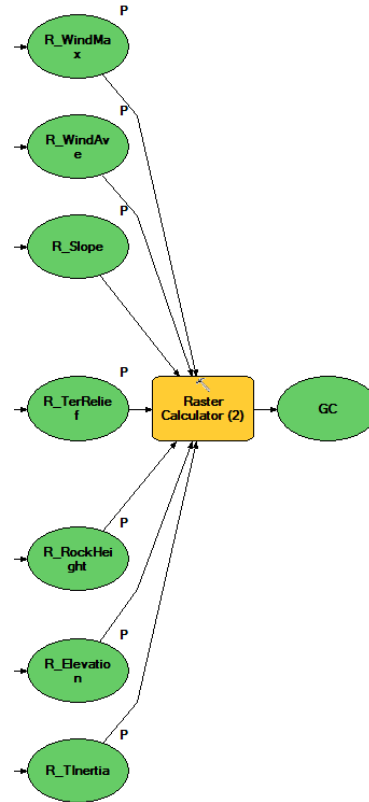 P
R_WindMa
x
P
R_WindAv
e
P
R_Slope
P
R_TerRelie
f
Raster
Calculator (2)
GC
P
R_RockHei
ght
P
R_Elevatio
n
P
R_TInertia